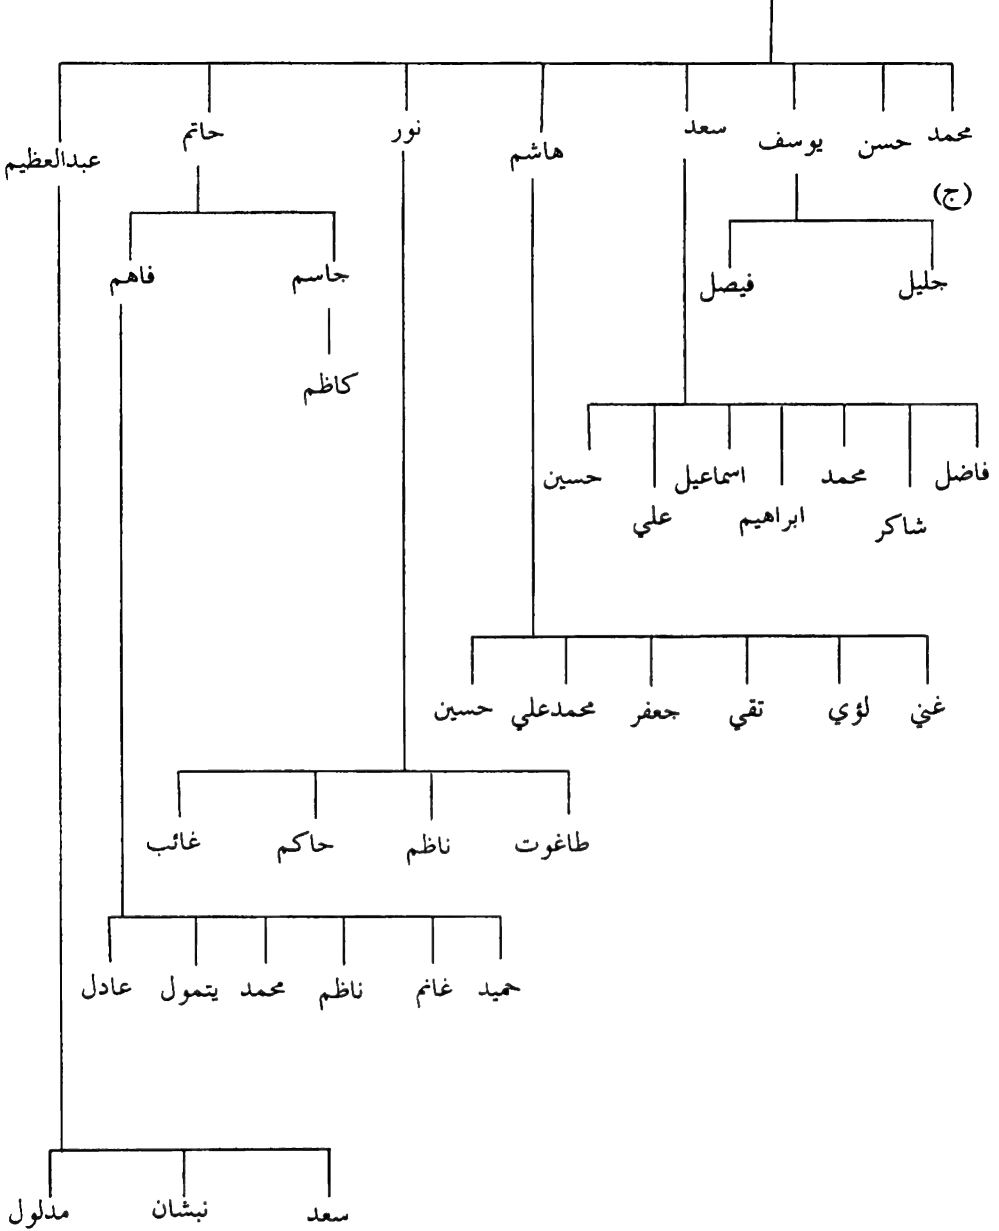 محمد حسن يوسف سعد هاشم نور حاتم عبدالعظيم
(ج)
جليل فيصل
جاسم فاهم
كاظم
فاضل شاكر محمد ابراهيم اسماعيل علي حسين
غني لؤي تقي جعفر محمدعلي حسين
طاغوت ناظم حاكم غائب
حميد غانم ناظم محمد يتمول عادل
سعد نبشان مدلول